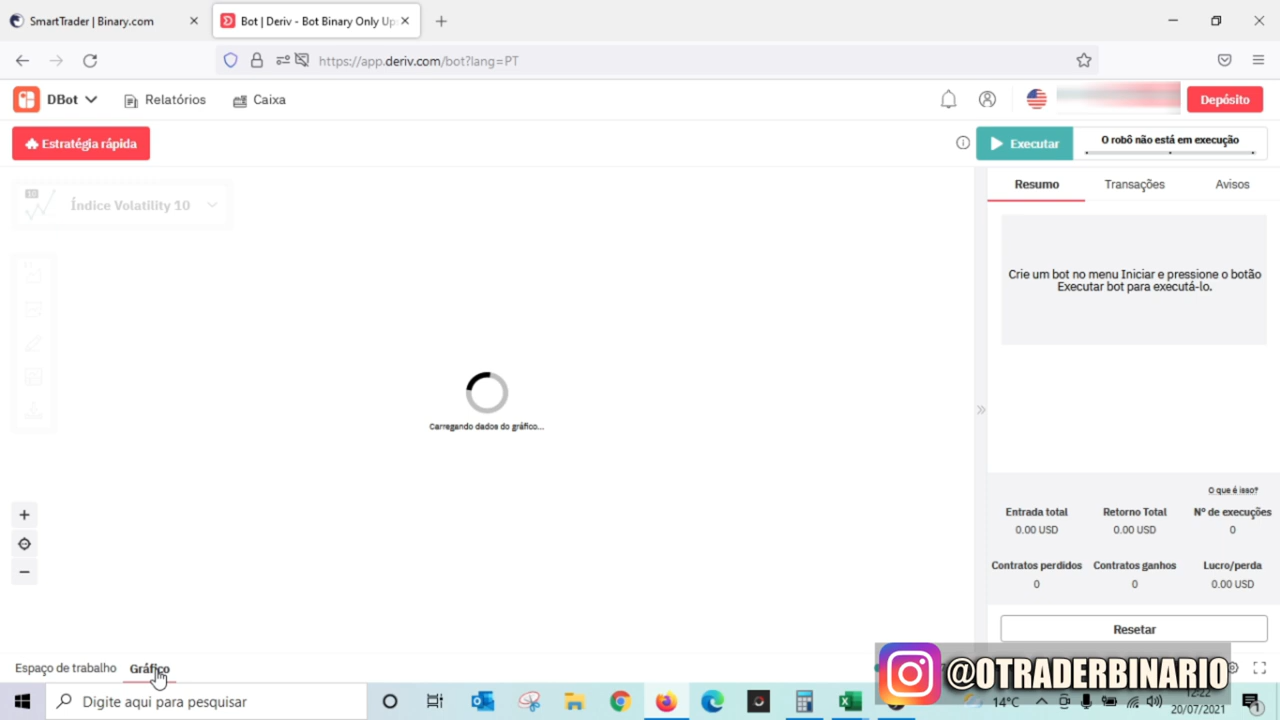 SmartTrader | Binary.com
Bot | Deriv - Bot Binary Only Up
https://app.deriv.com/bot?lang=PT
DBot
Relatórios
Caixa
Depósito
Estratégia rápida
Executar
O robô não está em execução
10
Índice Volatility 10
Resumo
Transações
Avisos
Crie um bot no menu Iniciar e pressione o botão
Executar bot para executá-lo.
Carregando dados do gráfico...
O que é isso?
Entrada total
Retorno Total
Nº de execuções
0.00 USD
0.00 USD
0
Contratos perdidos
Contratos ganhos
Lucro/perda
0
0
0.00 USD
Resetar
Espaço de trabalho
Gráfico
@OTRADERBINARIO
Digite aqui para pesquisar
14°C
12:22
20/07/2021
1